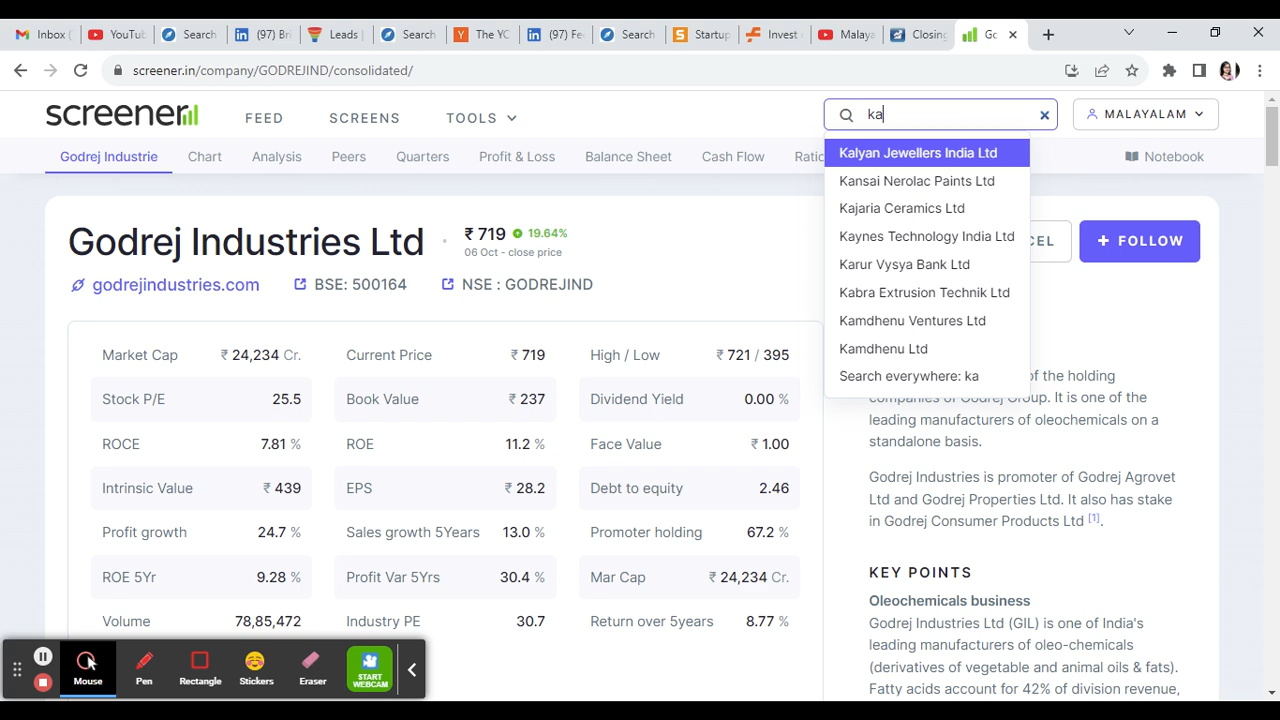 Inbox (
YouTu
Search
(97) Bri
Leads
Search
The YC
(97) Fe
Search
Startup
Invest
Malaya
Closing
Go
screener.in/company/GODREJIND/consolidated/
screener
FEED
SCREENS
TOOLS
ka
MALAYALAM
Godrej Industrie
Chart
Analysis
Peers
Quarters
Profit & Loss
Balance Sheet
Cash Flow
Ratio
Notebook
Kalyan Jewellers India Ltd
Kansai Nerolac Paints Ltd
Kajaria Ceramics Ltd
Kaynes Technology India Ltd
Karur Vysya Bank Ltd
Kabra Extrusion Technik Ltd
Kamdhenu Ventures Ltd
Kamdhenu Ltd
Search everywhere: ka
Godrej Industries Ltd
₹ 719 19.64%
06 Oct - close price
CEL
+ FOLLOW
godrejindustries.com
BSE: 500164
NSE : GODREJIND
Market Cap ₹ 24,234 Cr.
Current Price ₹ 719
High / Low ₹ 721 / 395
Stock P/E 25.5
Book Value ₹ 237
Dividend Yield 0.00 %
ROCE 7.81 %
ROE 11.2 %
Face Value ₹ 1.00
Intrinsic Value ₹ 439
EPS ₹ 28.2
Debt to equity 2.46
Profit growth 24.7 %
Sales growth 5Years 13.0 %
Promoter holding 67.2 %
ROE 5Yr 9.28 %
Profit Var 5Yrs 30.4 %
Mar Cap ₹ 24,234 Cr.
Volume 78,85,472
Industry PE 30.7
Return over 5years 8.77 %
of the holding
companies of Godrej Group. It is one of the
leading manufacturers of oleochemicals on a
standalone basis.
Godrej Industries is promoter of Godrej Agrovet
Ltd and Godrej Properties Ltd. It also has stake
in Godrej Consumer Products Ltd [1].
KEY POINTS
Oleochemicals business
Godrej Industries Ltd (GIL) is one of India's
leading manufacturers of oleo-chemicals
(derivatives of vegetable and animal oils & fats).
Fatty acids account for 42% of division revenue,
Mouse
Pen
Rectangle
Stickers
Eraser
START
WEBCAM